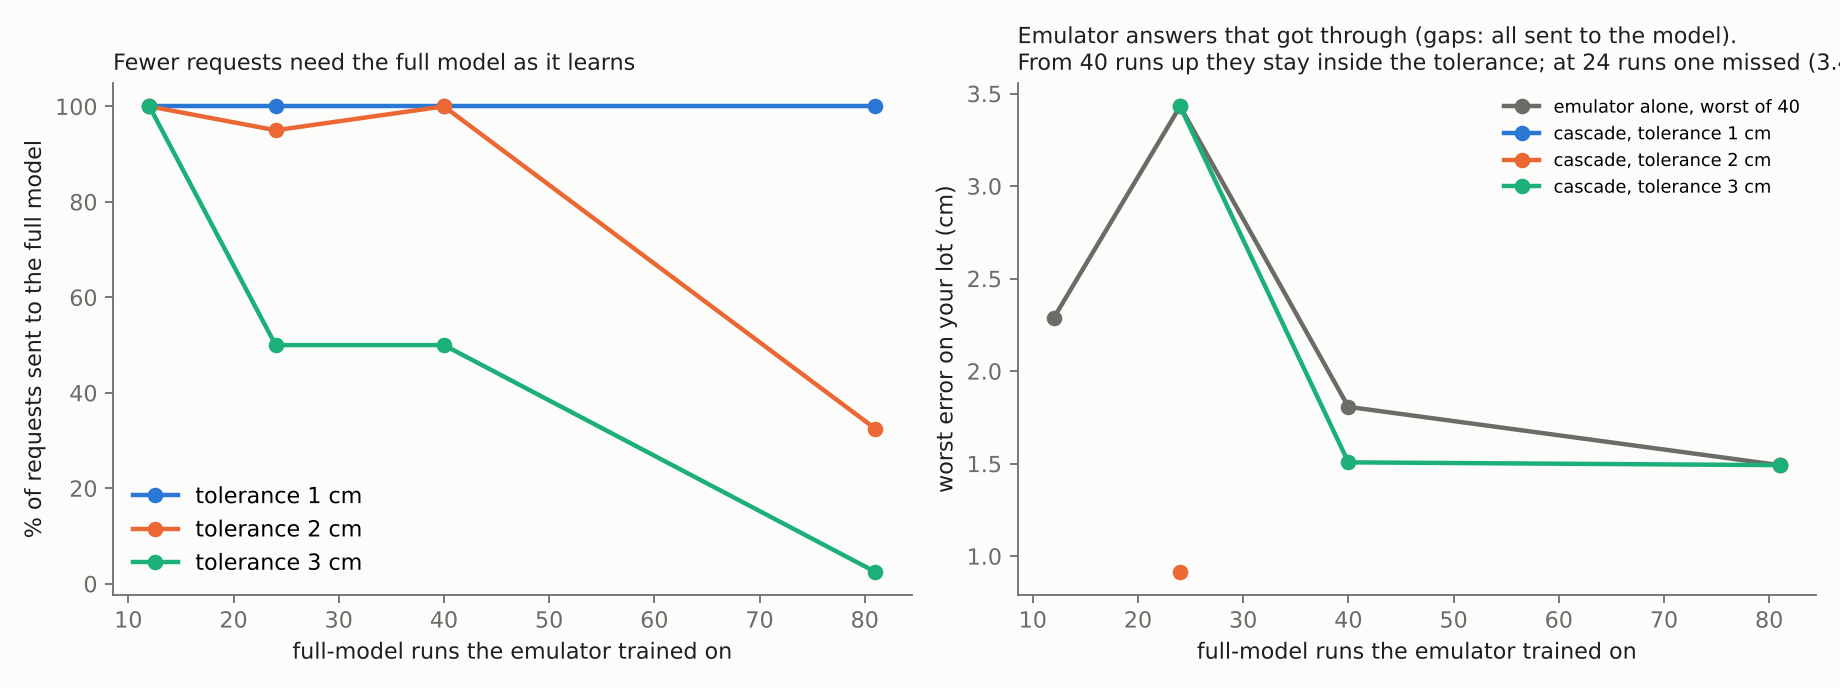 Fewer requests need the full model as it learns
% of requests sent to the full model
100
80
60
40
20
0
tolerance 1 cm
tolerance 2 cm
tolerance 3 cm
10 20 30 40 50 60 70 80
full-model runs the emulator trained on
Emulator answers that got through (gaps: all sent to the model).
From 40 runs up they stay inside the tolerance; at 24 runs one missed (3.4
worst error on your lot (cm)
3.5
3.0
2.5
2.0
1.5
1.0
emulator alone, worst of 40
cascade, tolerance 1 cm
cascade, tolerance 2 cm
cascade, tolerance 3 cm
10 20 30 40 50 60 70 80
full-model runs the emulator trained on